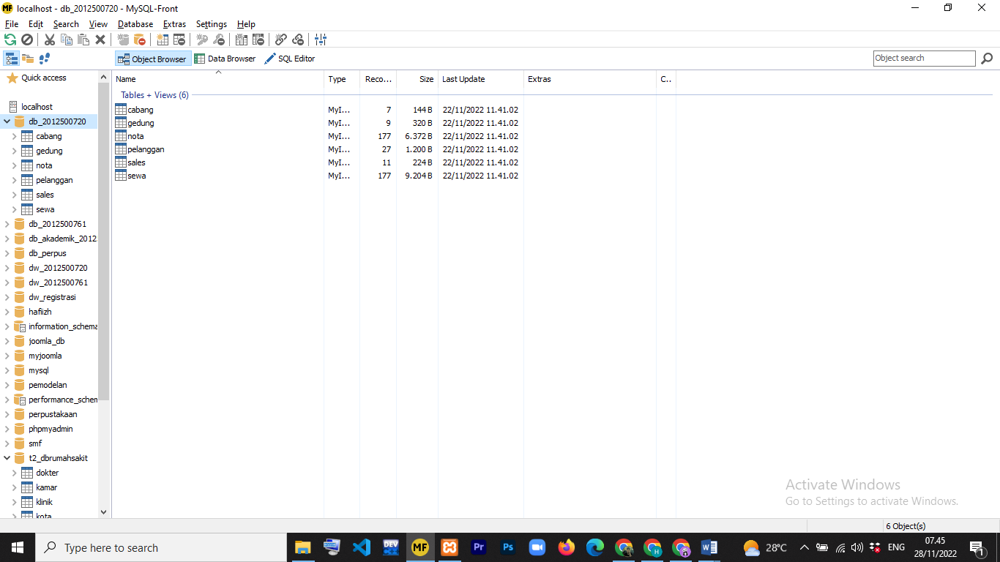 MF localhost - db_2012500720 - MySQL-Front
File Edit Search View Database Extras Settings Help
Object Browser Data Browser SQL Editor Object search
Quick access
localhost
db_2012500720
cabang
gedung
nota
pelanggan
sales
sewa
db_2012500761
db_akademik_2012
db_perpus
dw_2012500720
dw_2012500761
dw_registrasi
hafiizh
information_schema
joomla_db
myjoomla
mysql
pemodelan
performance_schem
perpustakaan
phpmyadmin
smf
t2_dbrumahsakit
dokter
kamar
klinik
kota
Name Type Reco... Size Last Update Extras C..
Tables + Views (6)
cabang MyI... 7 144 B 22/11/2022 11.41.02
gedung MyI... 9 320 B 22/11/2022 11.41.02
nota MyI... 177 6.372 B 22/11/2022 11.41.02
pelanggan MyI... 27 1.200 B 22/11/2022 11.41.02
sales MyI... 11 224 B 22/11/2022 11.41.02
sewa MyI... 177 9.204 B 22/11/2022 11.41.02
Activate Windows
Go to Settings to activate Windows.
6 Object(s)
Type here to search
DEV
MF
Pr
Ps
H
W
28°C
ENG
07.45
28/11/2022
1